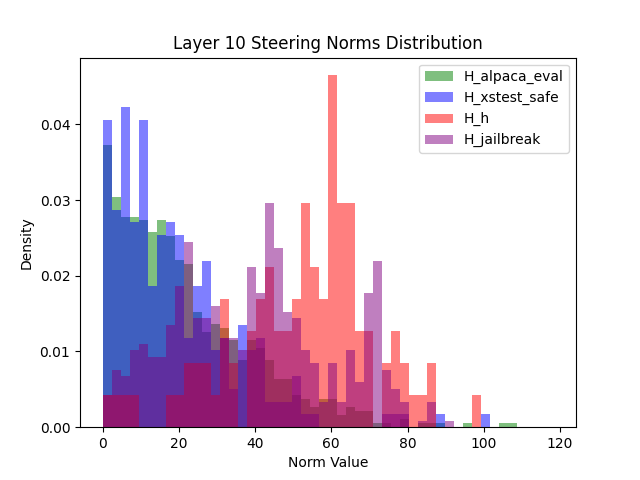 Layer 10 Steering Norms Distribution
H_alpaca_eval
H_xstest_safe
H_h
H_jailbreak
Density
0.04
0.03
0.02
0.01
0.00
0 20 40 60 80 100 120
Norm Value